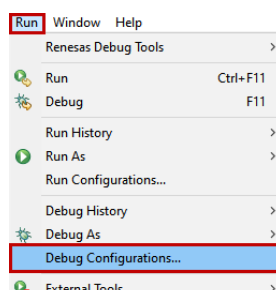 Run Window Help
Renesas Debug Tools >
Run Ctrl+F11
Debug F11
Run History >
Run As >
Run Configurations...
Debug History >
Debug As >
Debug Configurations...
External Tools >